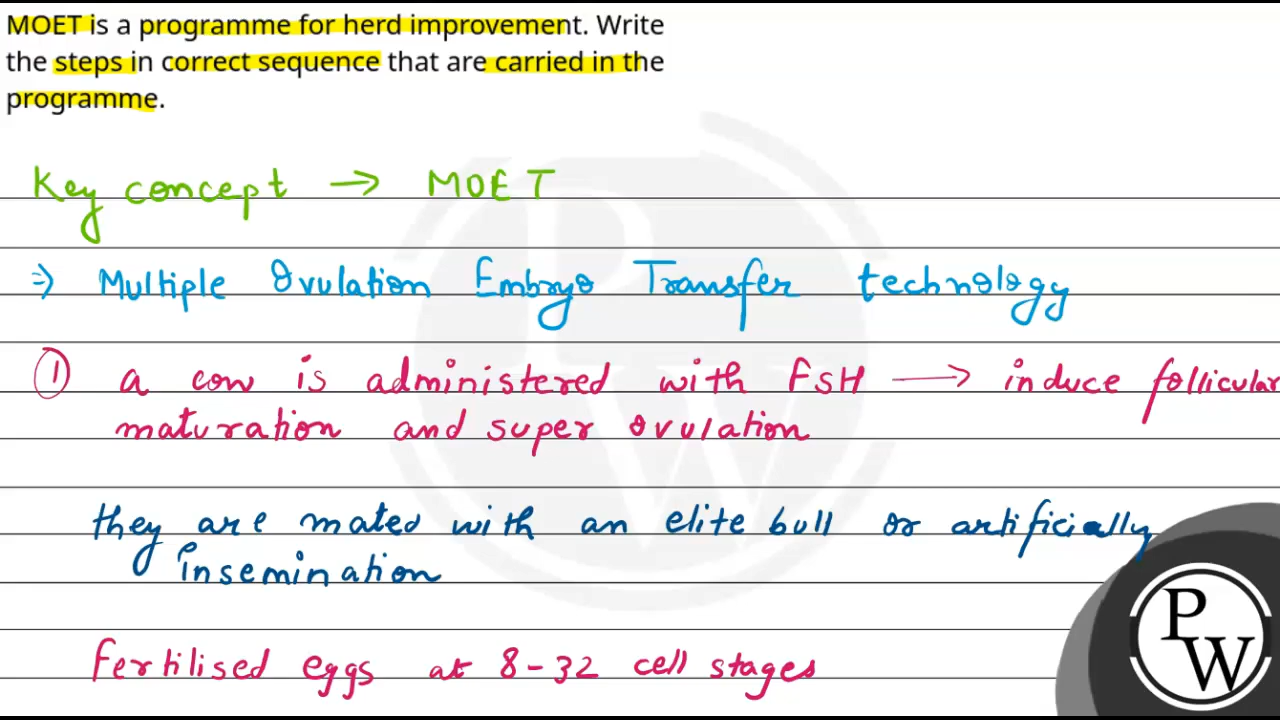 MOET is a programme for herd improvement. Write
the steps in correct sequence that are carried in the
programme.
Key concept → MOET
⇒ Multiple Ovulation Embryo Transfer technology
① a cow is administered with FSH → induce follicular
maturation and super ovulation
they are mated with an elite bull or artificially
insemination
fertilised eggs at 8-32 cell stages
P
W